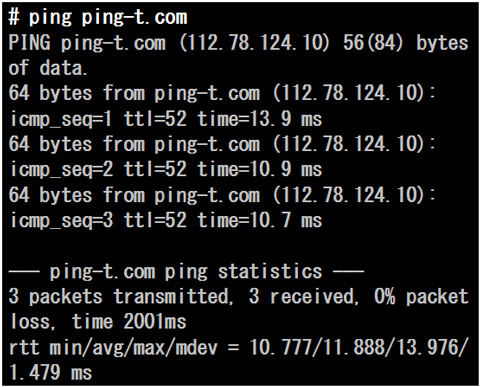 # ping ping-t.com
PING ping-t.com (112.78.124.10) 56(84) bytes
of data.
64 bytes from ping-t.com (112.78.124.10):
icmp_seq=1 ttl=52 time=13.9 ms
64 bytes from ping-t.com (112.78.124.10):
icmp_seq=2 ttl=52 time=10.9 ms
64 bytes from ping-t.com (112.78.124.10):
icmp_seq=3 ttl=52 time=10.7 ms
--- ping-t.com ping statistics ---
3 packets transmitted, 3 received, 0% packet
loss, time 2001ms
rtt min/avg/max/mdev = 10.777/11.888/13.976/
1.479 ms